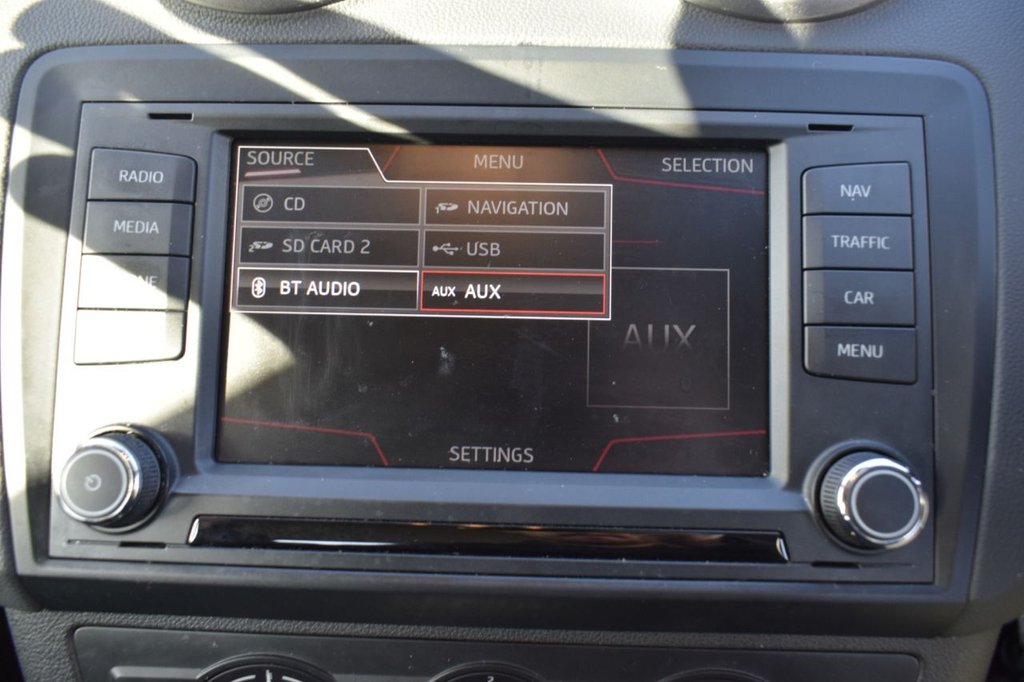 RADIO
MEDIA
SOURCE
MENU
SELECTION
CD
NAVIGATION
SD CARD 2
USB
BT AUDIO
AUX AUX
AUX
SETTINGS
NAV
TRAFFIC
CAR
MENU